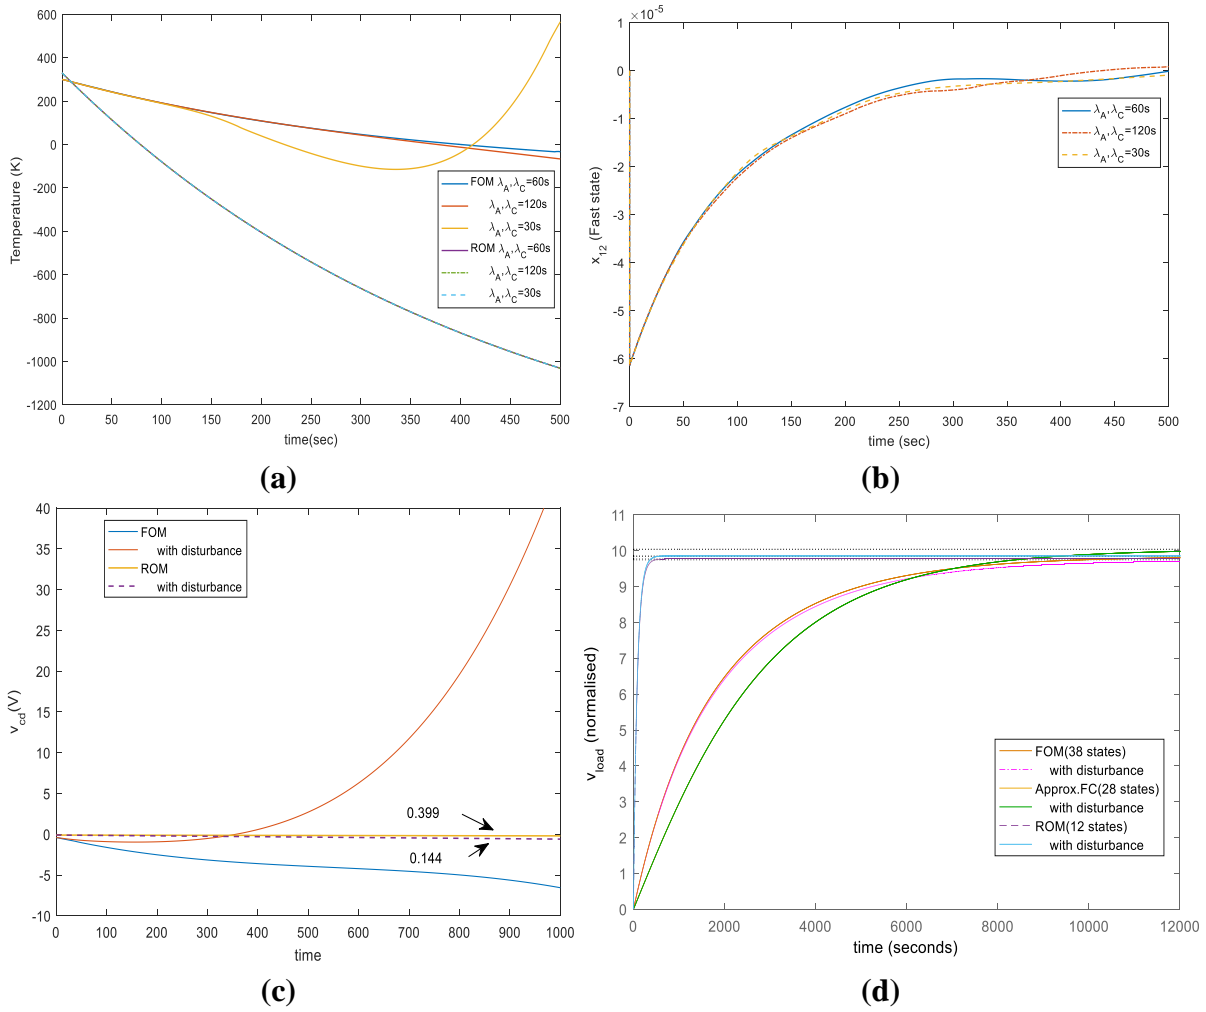 600
400
200
0
-200
-400
-600
-800
-1000
-1200
0 50 100 150 200 250 300 350 400 450 500
Temperature (K)
time(sec)
FOM λA,λC=60s
λA,λC=120s
λA,λC=30s
ROM λA,λC=60s
λA,λC=120s
λA,λC=30s
(a)
×10-5
1
0
-1
-2
-3
-4
-5
-6
-7
0 50 100 150 200 250 300 350 400 450 500
x12 (Fast state)
time (sec)
λA,λC=60s
λA,λC=120s
λA,λC=30s
(b)
40
35
30
25
20
15
10
5
0
-5
-10
0 100 200 300 400 500 600 700 800 900 1000
vcd(V)
time
FOM
with disturbance
ROM
with disturbance
0.399
0.144
(c)
11
10
9
8
7
6
5
4
3
2
1
0
0 2000 4000 6000 8000 10000 12000
vload (normalised)
time (seconds)
FOM(38 states)
with disturbance
Approx.FC(28 states)
with disturbance
ROM(12 states)
with disturbance
(d)